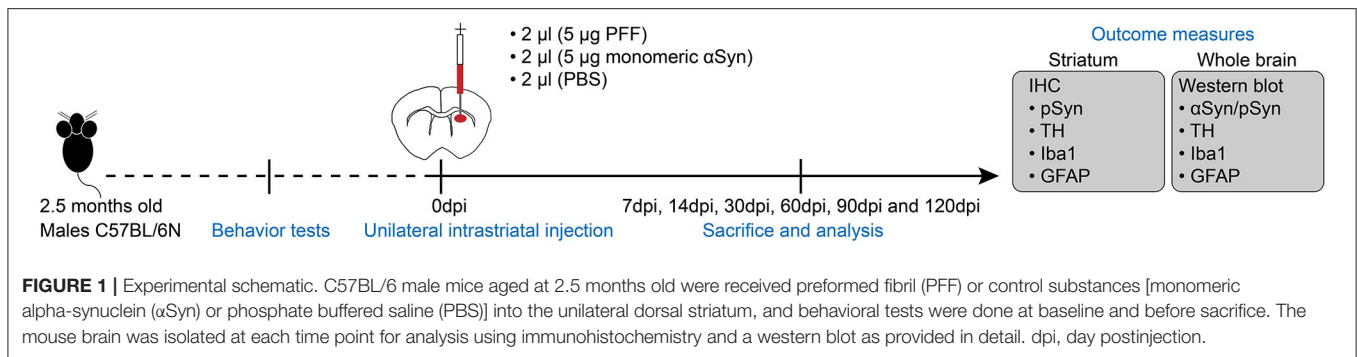 • 2 µl (5 µg PFF)
• 2 µl (5 µg monomeric αSyn)
• 2 µl (PBS)
Outcome measures
Striatum
IHC
• pSyn
• TH
• Iba1
• GFAP
Whole brain
Western blot
• αSyn/pSyn
• TH
• Iba1
• GFAP
2.5 months old
Males C57BL/6N
Behavior tests
0dpi
Unilateral intrastriatal injection
7dpi, 14dpi, 30dpi, 60dpi, 90dpi and 120dpi
Sacrifice and analysis
FIGURE 1 | Experimental schematic. C57BL/6 male mice aged at 2.5 months old were received preformed fibril (PFF) or control substances [monomeric
alpha-synuclein (αSyn) or phosphate buffered saline (PBS)] into the unilateral dorsal striatum, and behavioral tests were done at baseline and before sacrifice. The
mouse brain was isolated at each time point for analysis using immunohistochemistry and a western blot as provided in detail. dpi, day postinjection.